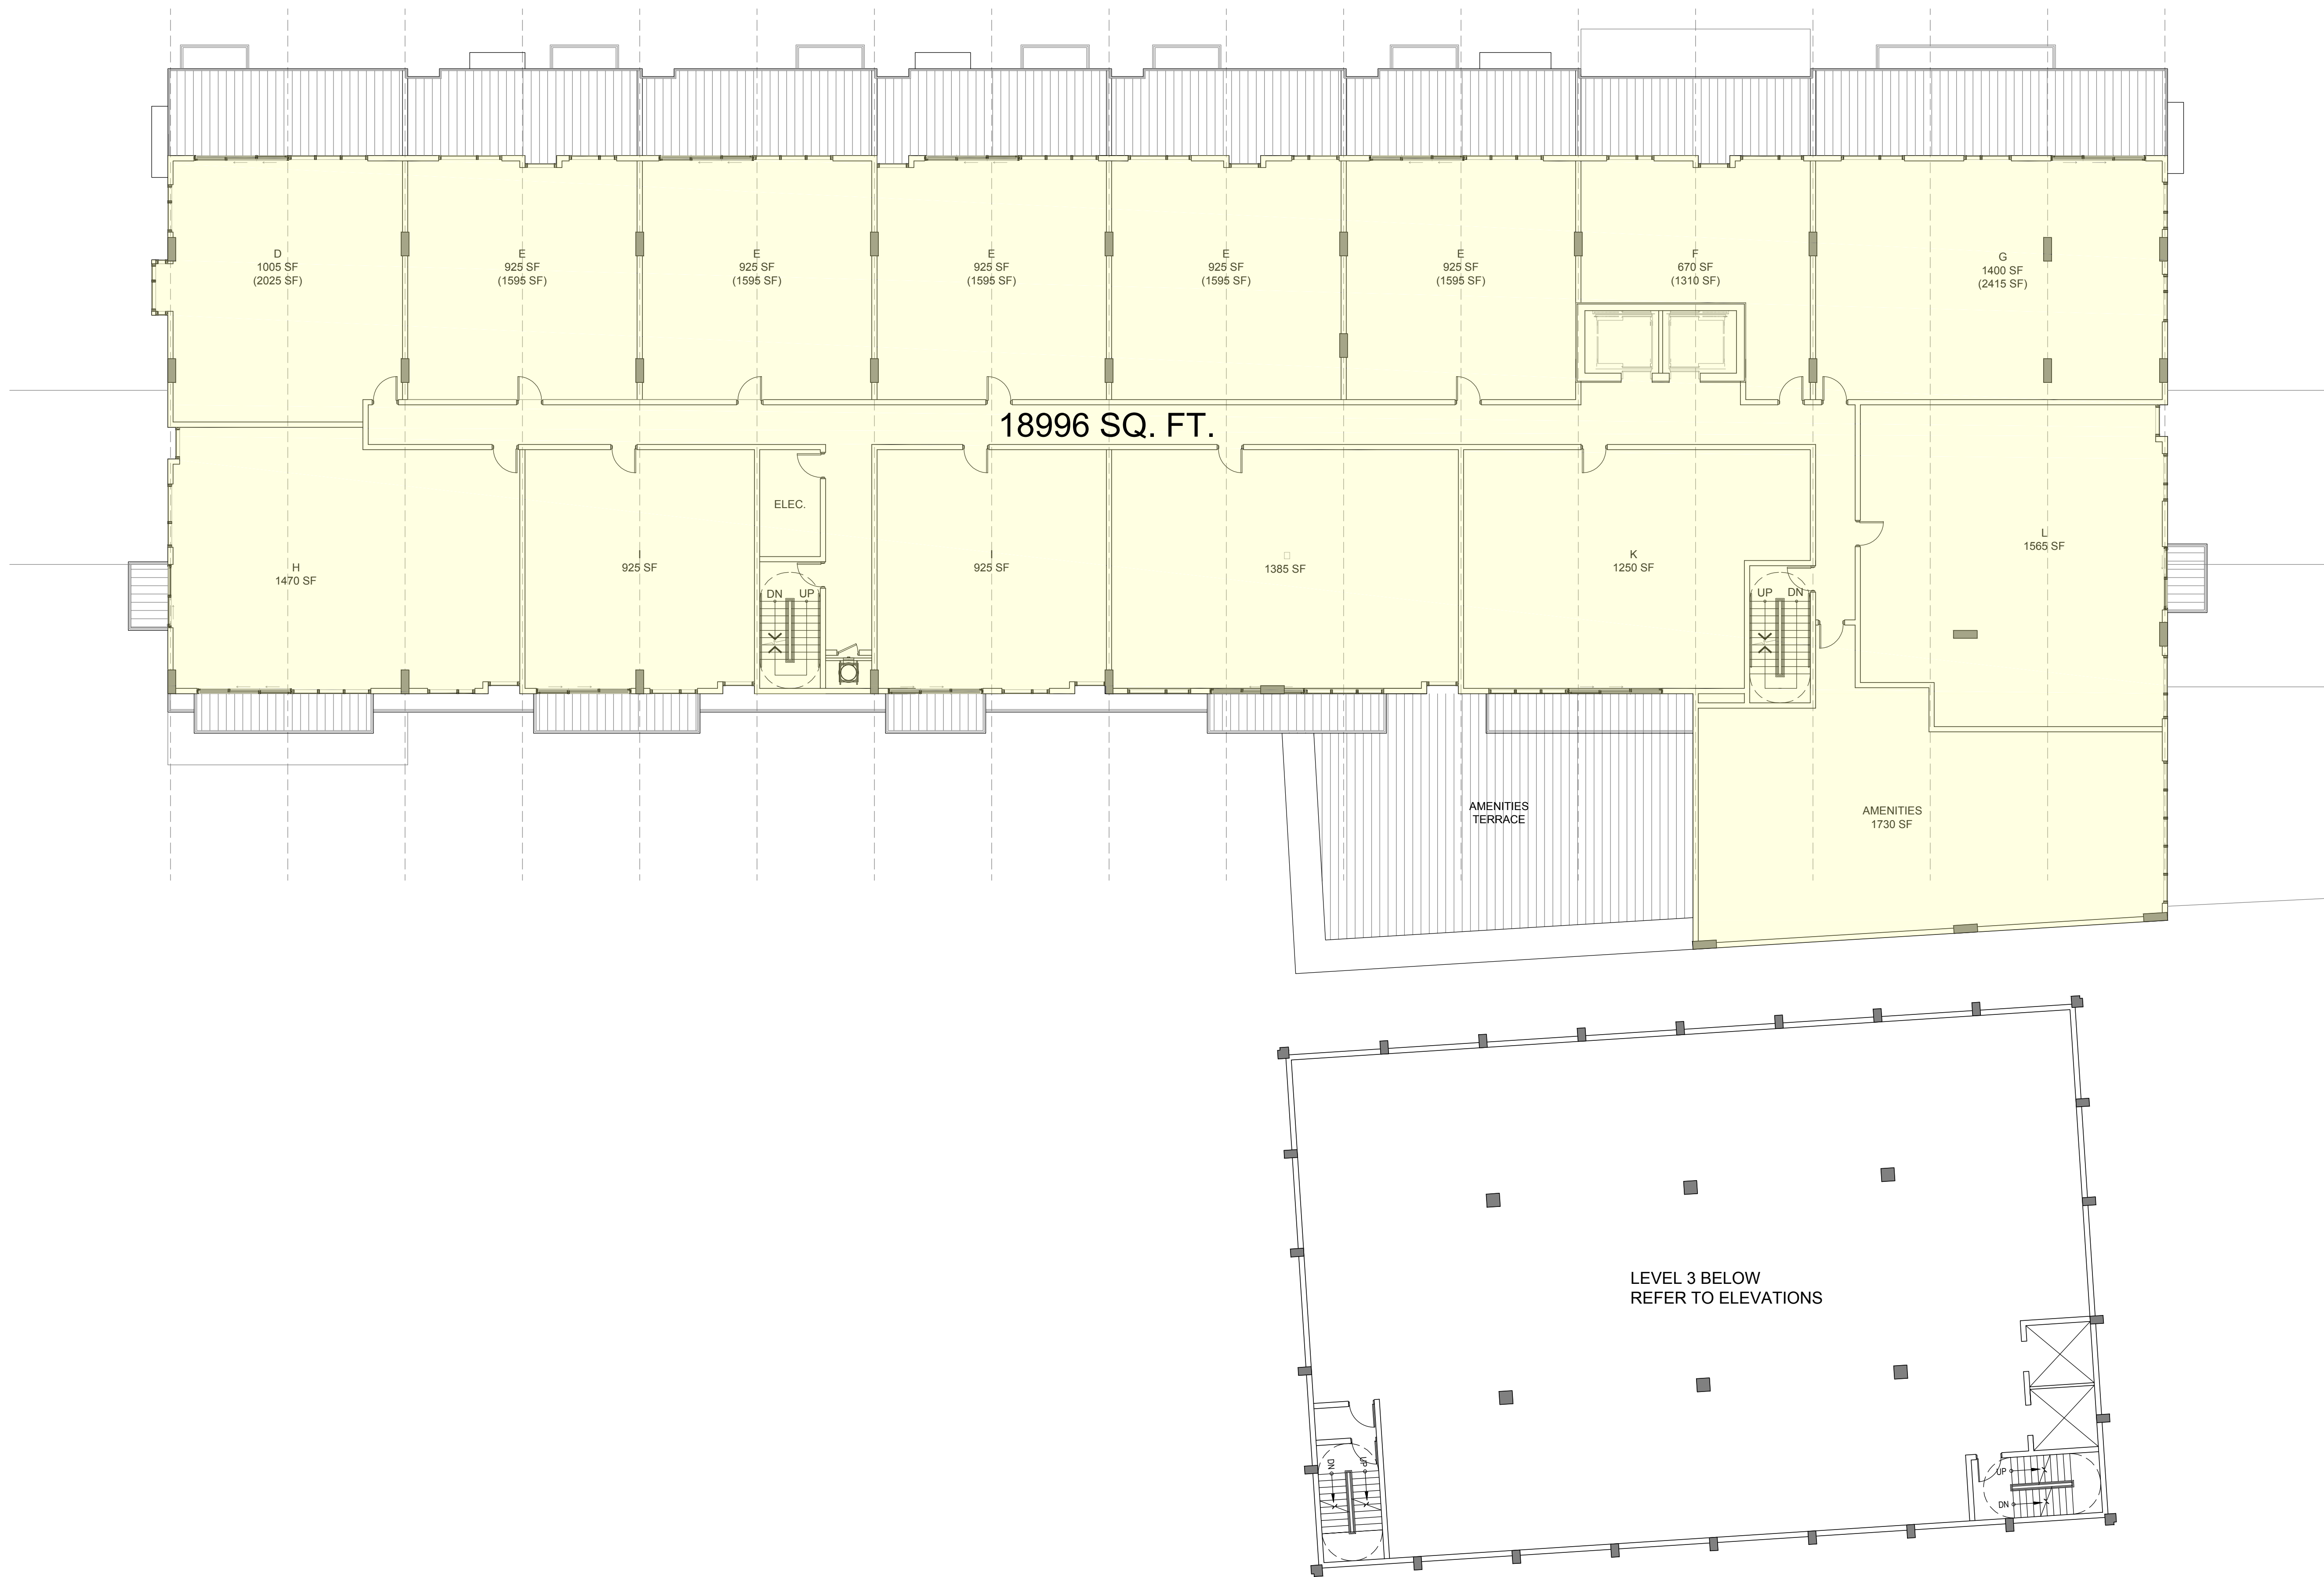 D
1005 SF
(2025 SF)
E
925 SF
(1595 SF)
E
925 SF
(1595 SF)
E
925 SF
(1595 SF)
E
925 SF
(1595 SF)
E
925 SF
(1595 SF)
F
670 SF
(1310 SF)
G
1400 SF
(2415 SF)
18996 SQ. FT.
H
1470 SF
I
925 SF
ELEC.
DN UP
I
925 SF
1385 SF
K
1250 SF
UP DN
L
1565 SF
AMENITIES
TERRACE
AMENITIES
1730 SF
LEVEL 3 BELOW
REFER TO ELEVATIONS
DN
UP
UP
DN